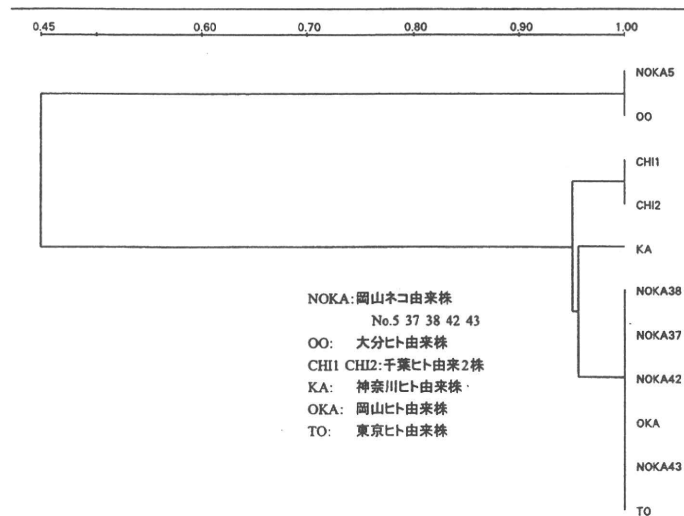 0.45 0.60 0.70 0.80 0.90 1.00
NOKA5
OO
CHI1
CHI2
KA
NOKA38
NOKA37
NOKA42
OKA
NOKA43
TO
NOKA:岡山ネコ由来株
No.5 37 38 42 43
OO: 大分ヒト由来株
CHI1 CHI2:千葉ヒト由来2株
KA: 神奈川ヒト由来株
OKA: 岡山ヒト由来株
TO: 東京ヒト由来株